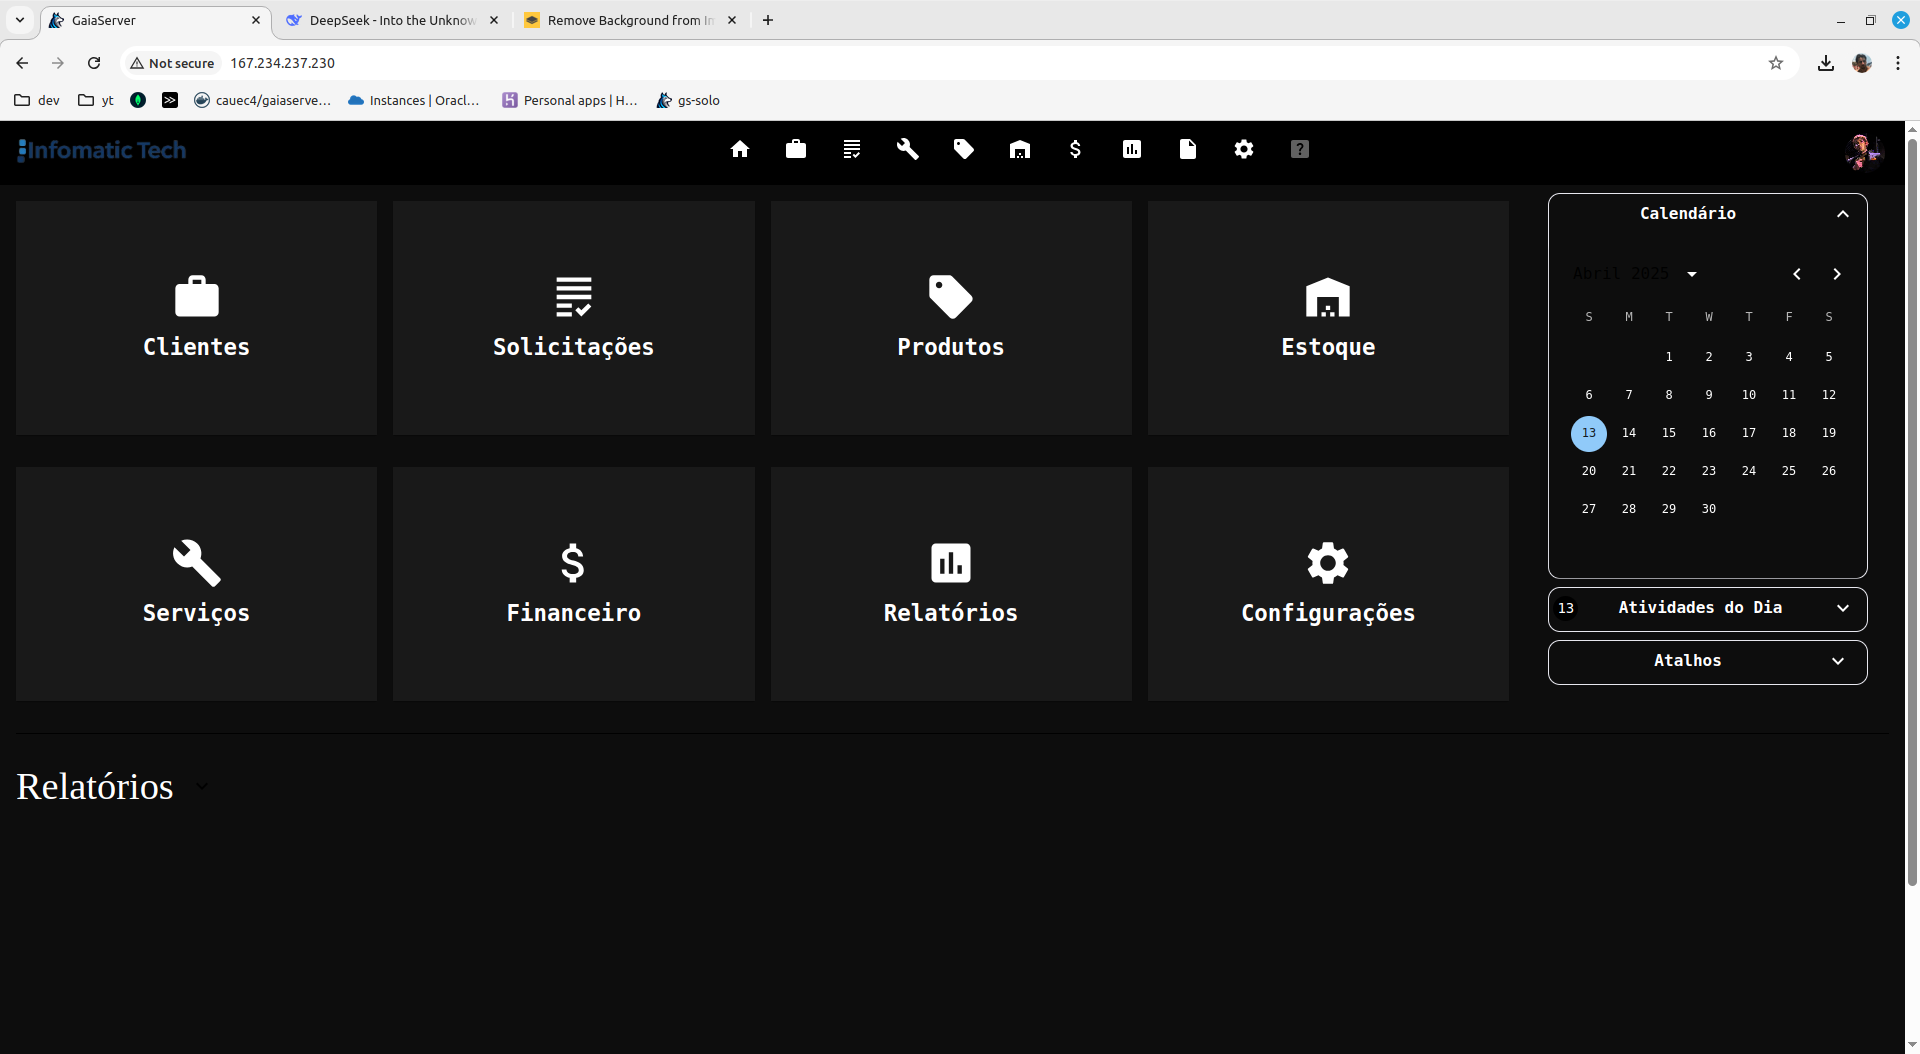 GaiaServer
DeepSeek - Into the Unknow
Remove Background from Im
Not secure
167.234.237.230
dev
yt
cauec4/gaiaserve...
Instances | Oracl...
Personal apps | H...
gs-solo
Infomatic Tech
Clientes
Solicitações
Produtos
Estoque
Serviços
Financeiro
Relatórios
Configurações
Calendário
Abril 2025
S M T W T F S
1 2 3 4 5
6 7 8 9 10 11 12
13 14 15 16 17 18 19
20 21 22 23 24 25 26
27 28 29 30
13 Atividades do Dia
Atalhos
Relatórios